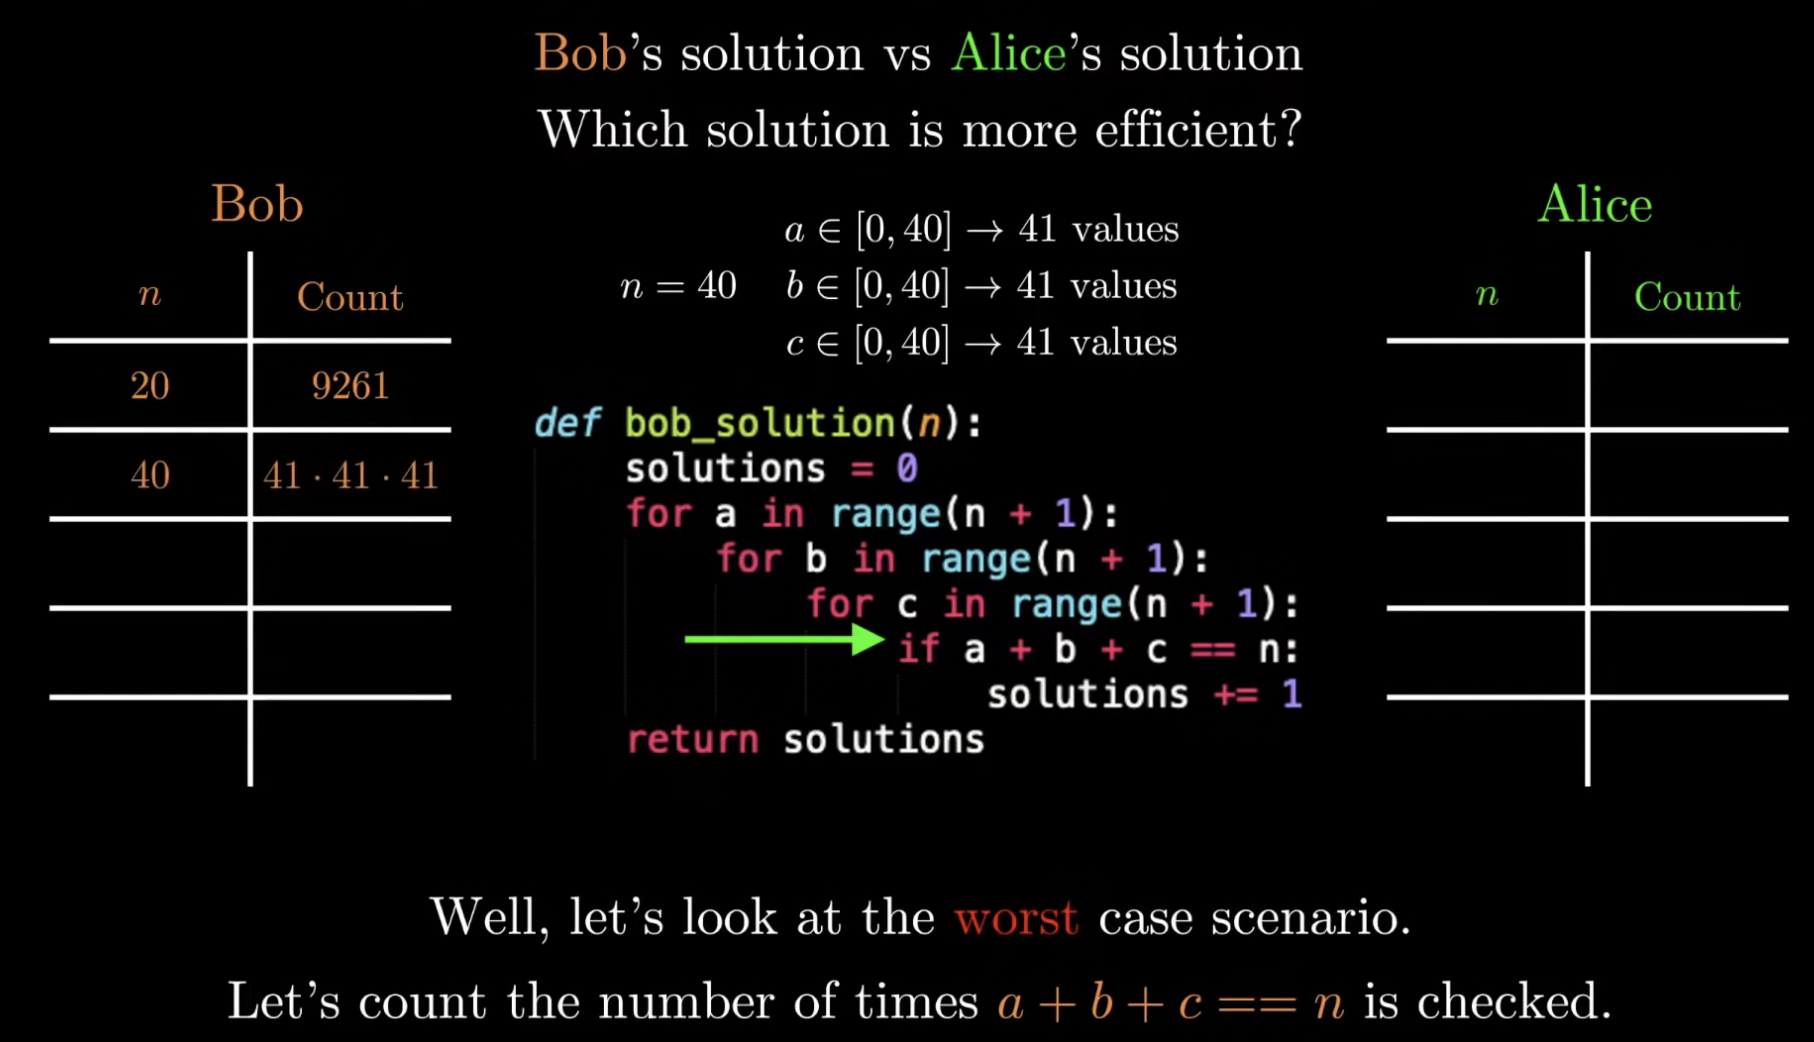 Bob's solution vs Alice's solution
Which solution is more efficient?
Bob
n Count
20 9261
40 41 · 41 · 41
a ∈ [0, 40] → 41 values
n = 40 b ∈ [0, 40] → 41 values
c ∈ [0, 40] → 41 values
def bob_solution(n):
    solutions = 0
    for a in range(n + 1):
        for b in range(n + 1):
            for c in range(n + 1):
                if a + b + c == n:
                    solutions += 1
    return solutions
Alice
n Count
Well, let's look at the worst case scenario.
Let's count the number of times a + b + c == n is checked.